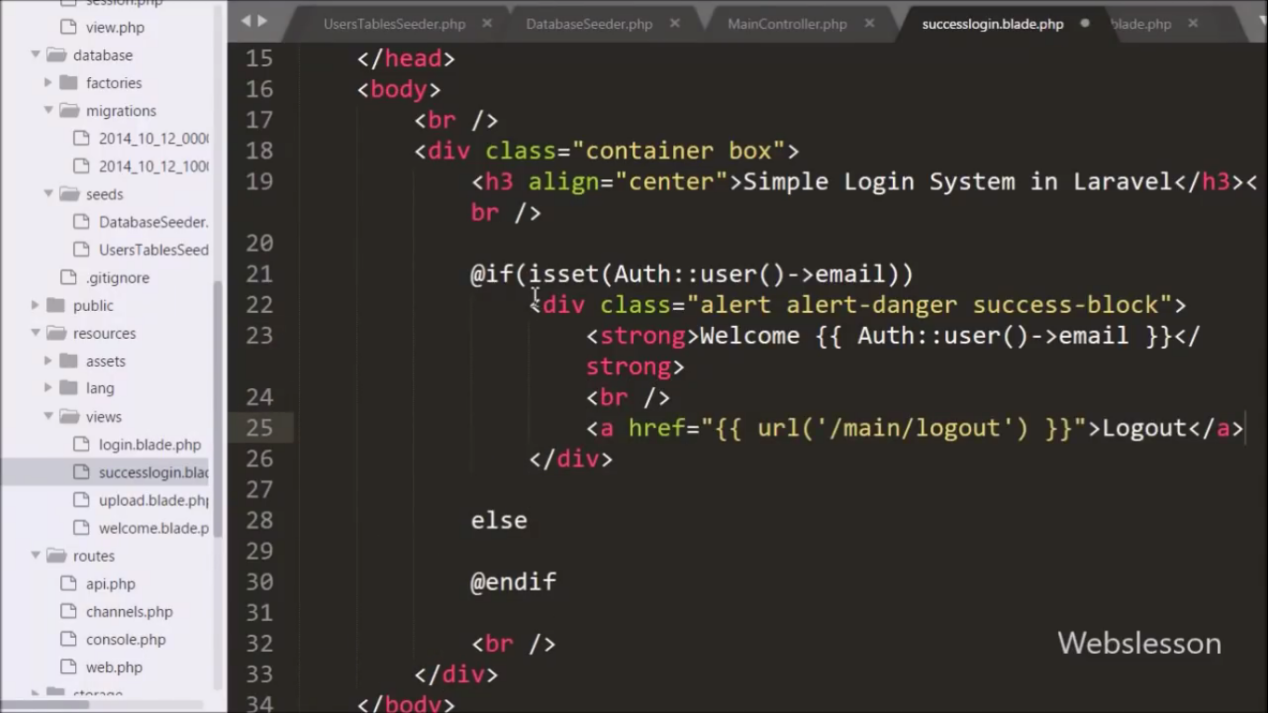 session.php
view.php
database
factories
migrations
2014_10_12_000
2014_10_12_100
seeds
DatabaseSeeder.
UsersTablesSeed
.gitignore
public
resources
assets
lang
views
login.blade.php
successlogin.blad
upload.blade.php
welcome.blade.p
routes
api.php
channels.php
console.php
web.php
storage
UsersTablesSeeder.php × DatabaseSeeder.php × MainController.php × successlogin.blade.php blade.php ×
15 </head>
16 <body>
17 <br />
18 <div class="container box">
19 <h3 align="center">Simple Login System in Laravel</h3><
br />
20
21 @if(isset(Auth::user()->email))
22 <div class="alert alert-danger success-block">
23 <strong>Welcome {{ Auth::user()->email }}</
strong>
24 <br />
25 <a href="{{ url('/main/logout') }}">Logout</a>
26 </div>
27
28 else
29
30 @endif
31
32 <br />
33 </div>
34 </body>
Webslesson